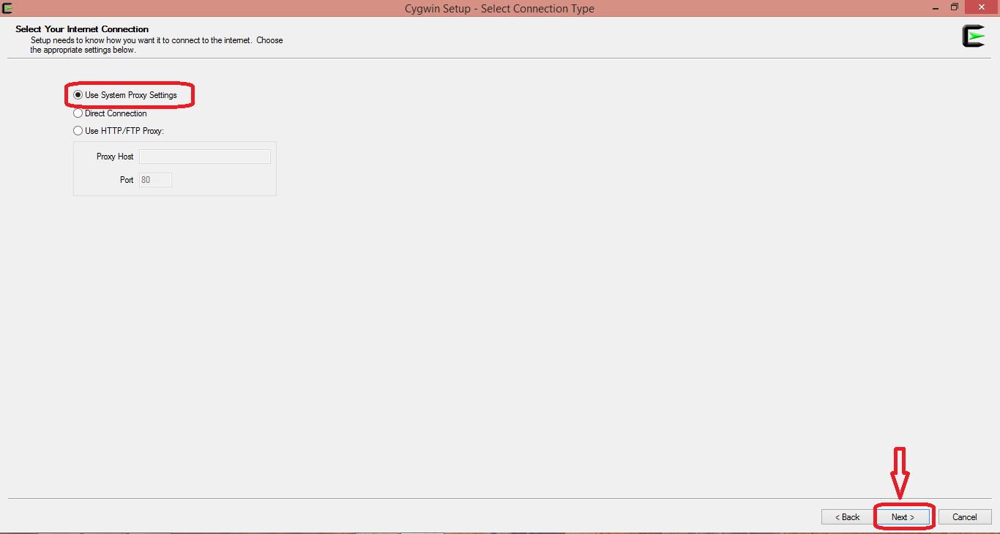 Cygwin Setup - Select Connection Type
Select Your Internet Connection
Setup needs to know how you want it to connect to the internet. Choose
the appropriate settings below.
Use System Proxy Settings
Direct Connection
Use HTTP/FTP Proxy:
Proxy Host
Port 80
< Back Next > Cancel